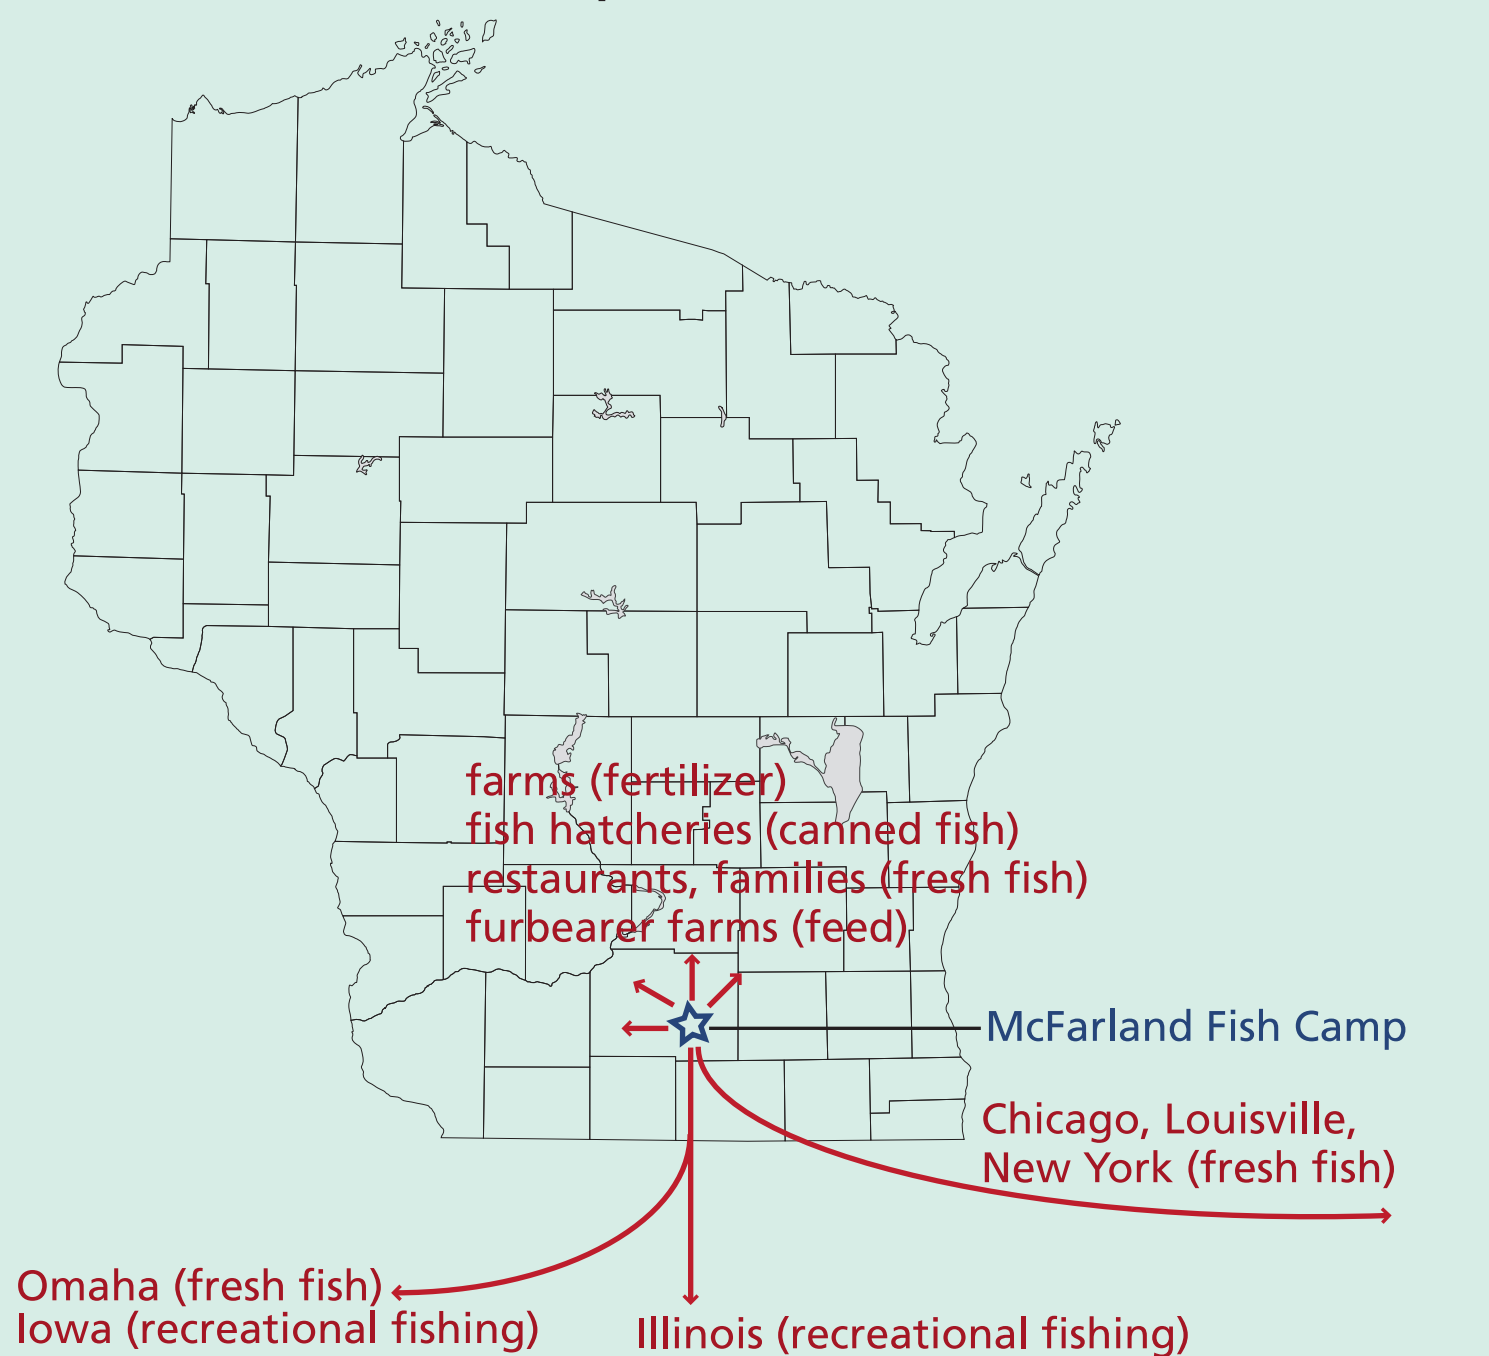 farms (fertilizer)
fish hatcheries (canned fish)
restaurants, families (fresh fish)
furbearer farms (feed)
McFarland Fish Camp
Chicago, Louisville,
New York (fresh fish)
Omaha (fresh fish)
Iowa (recreational fishing)
Illinois (recreational fishing)